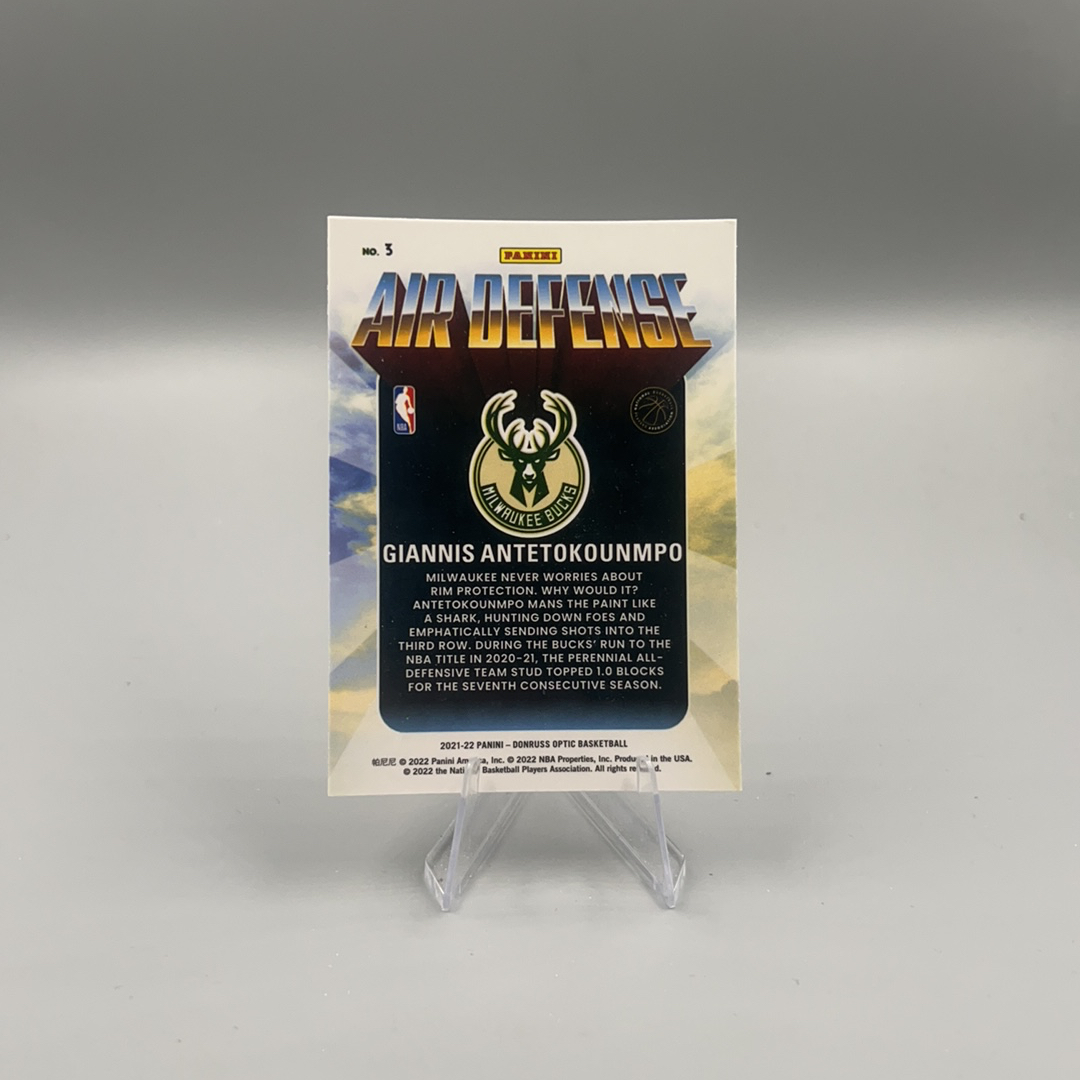 NO. 3
PANINI
AIR DEFENSE
NBA
MILWAUKEE BUCKS
GIANNIS ANTETOKOUNMPO
MILWAUKEE NEVER WORRIES ABOUT
RIM PROTECTION. WHY WOULD IT?
ANTETOKOUNMPO MANS THE PAINT LIKE
A SHARK, HUNTING DOWN FOES AND
EMPHATICALLY SENDING SHOTS INTO THE
THIRD ROW. DURING THE BUCKS' RUN TO THE
NBA TITLE IN 2020-21, THE PERENNIAL ALL-
DEFENSIVE TEAM STUD TOPPED 1.0 BLOCKS
FOR THE SEVENTH CONSECUTIVE SEASON.
2021-22 PANINI – DONRUSS OPTIC BASKETBALL
帕尼尼 © 2022 Panini America, Inc. © 2022 NBA Properties, Inc. Produced in the USA.
© 2022 the National Basketball Players Association. All rights reserved.